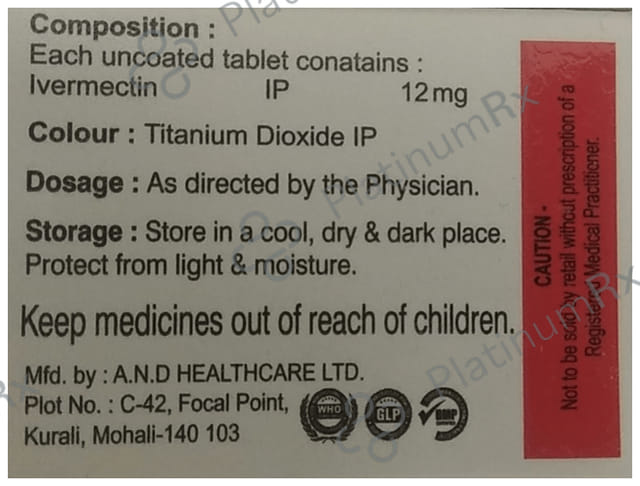 Composition :
Each uncoated tablet conatains :
Ivermectin IP 12mg
Colour : Titanium Dioxide IP
Dosage : As directed by the Physician.
Storage : Store in a cool, dry & dark place.
Protect from light & moisture.
Keep medicines out of reach of children.
Mfd. by : A.N.D HEALTHCARE LTD.
Plot No. : C-42, Focal Point,
Kurali, Mohali-140 103
WHO
GLP
GMP
CAUTION -
Not to be sold by retail without prescription of a
Registered Medical Practitioner.
PlatinumRx
PlatinumRx
PlatinumRx